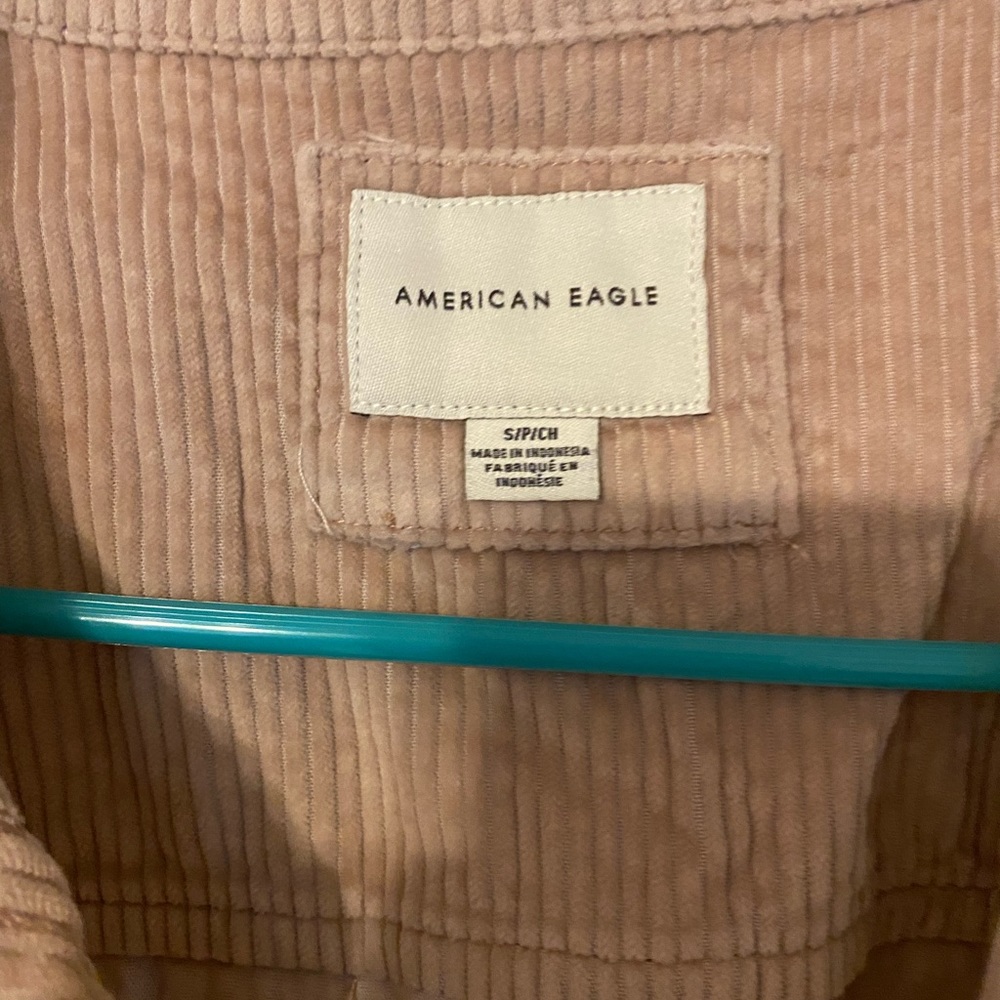 AMERICAN EAGLE
S/P/CH
MADE IN INDONESIA
FABRIQUÉ EN
INDONÉSIE